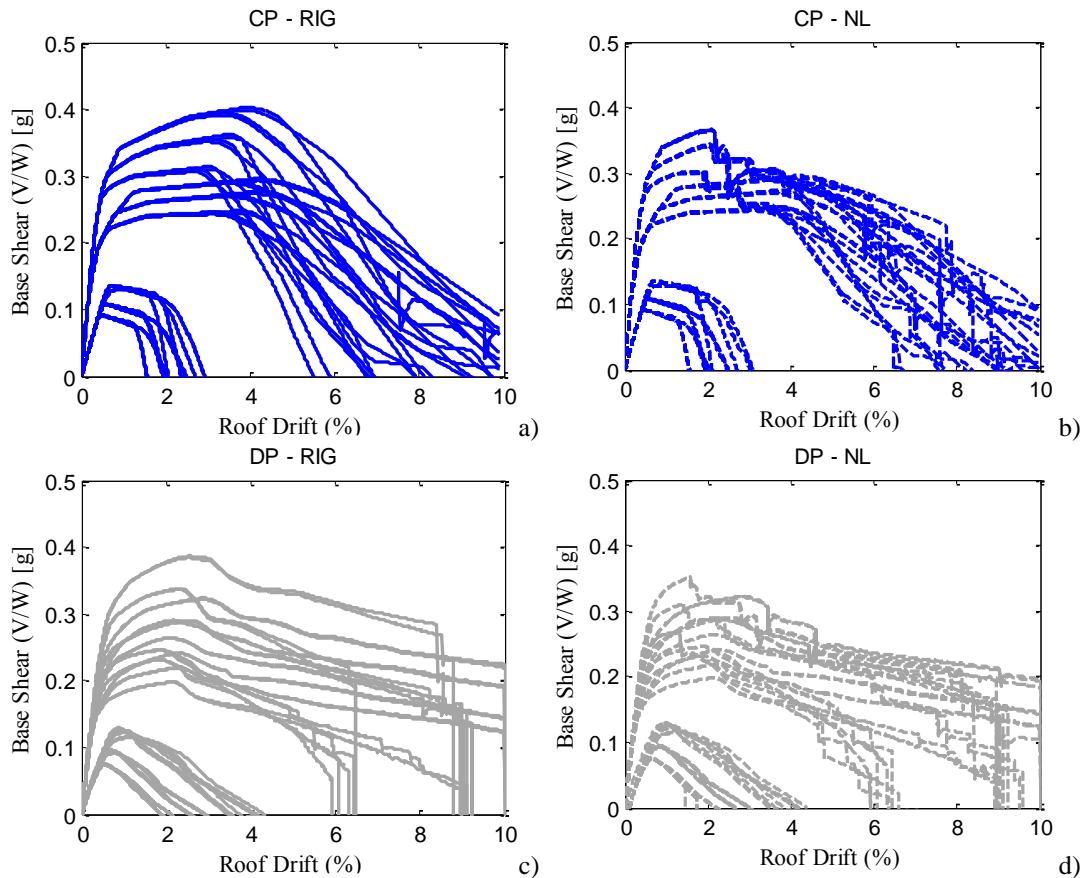 CP - RIG
0.5
0.4
0.3
0.2
0.1
0
Base Shear (V/W) [g]
0 2 4 6 8 10
Roof Drift (%)
a)
CP - NL
0.5
0.4
0.3
0.2
0.1
0
Base Shear (V/W) [g]
0 2 4 6 8 10
Roof Drift (%)
b)
DP - RIG
0.5
0.4
0.3
0.2
0.1
0
Base Shear (V/W) [g]
0 2 4 6 8 10
Roof Drift (%)
c)
DP - NL
0.5
0.4
0.3
0.2
0.1
0
Base Shear (V/W) [g]
0 2 4 6 8 10
Roof Drift (%)
d)